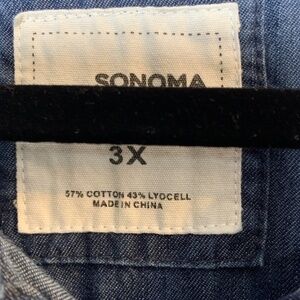 SONOMA
3X
57% COTTON 43% LYOCELL
MADE IN CHINA